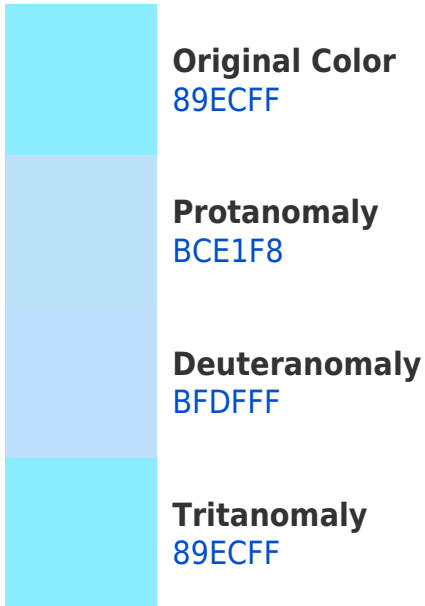 Original Color
89ECFF
Protanomaly
BCE1F8
Deuteranomaly
BFDFFF
Tritanomaly
89ECFF